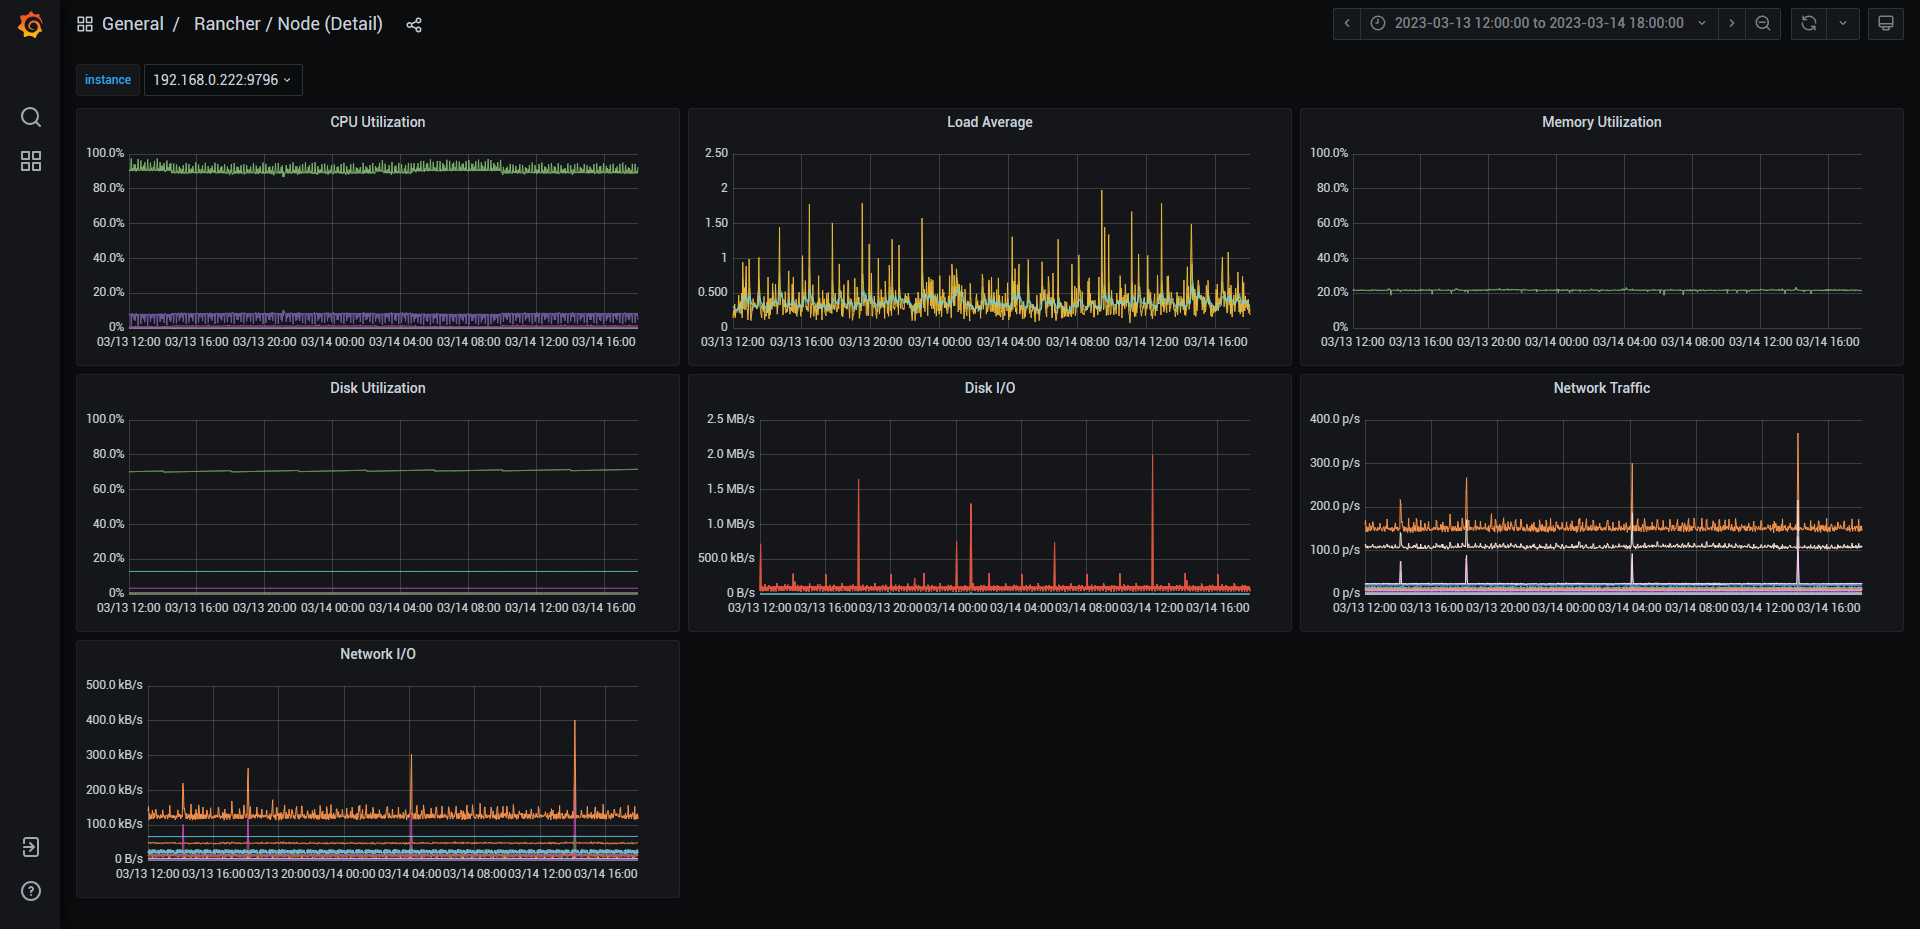 General / Rancher / Node (Detail)
2023-03-13 12:00:00 to 2023-03-14 18:00:00
instance 192.168.0.222:9796
CPU Utilization
100.0%
80.0%
60.0%
40.0%
20.0%
0%
03/13 12:00 03/13 16:00 03/13 20:00 03/14 00:00 03/14 04:00 03/14 08:00 03/14 12:00 03/14 16:00
Load Average
2.50
2
1.50
1
0.500
0
03/13 12:00 03/13 16:00 03/13 20:00 03/14 00:00 03/14 04:00 03/14 08:00 03/14 12:00 03/14 16:00
Memory Utilization
100.0%
80.0%
60.0%
40.0%
20.0%
0%
03/13 12:00 03/13 16:00 03/13 20:00 03/14 00:00 03/14 04:00 03/14 08:00 03/14 12:00 03/14 16:00
Disk Utilization
100.0%
80.0%
60.0%
40.0%
20.0%
0%
03/13 12:00 03/13 16:00 03/13 20:00 03/14 00:00 03/14 04:00 03/14 08:00 03/14 12:00 03/14 16:00
Disk I/O
2.5 MB/s
2.0 MB/s
1.5 MB/s
1.0 MB/s
500.0 kB/s
0 B/s
03/13 12:00 03/13 16:00 03/13 20:00 03/14 00:00 03/14 04:00 03/14 08:00 03/14 12:00 03/14 16:00
Network Traffic
400.0 p/s
300.0 p/s
200.0 p/s
100.0 p/s
0 p/s
03/13 12:00 03/13 16:00 03/13 20:00 03/14 00:00 03/14 04:00 03/14 08:00 03/14 12:00 03/14 16:00
Network I/O
500.0 kB/s
400.0 kB/s
300.0 kB/s
200.0 kB/s
100.0 kB/s
0 B/s
03/13 12:00 03/13 16:00 03/13 20:00 03/14 00:00 03/14 04:00 03/14 08:00 03/14 12:00 03/14 16:00